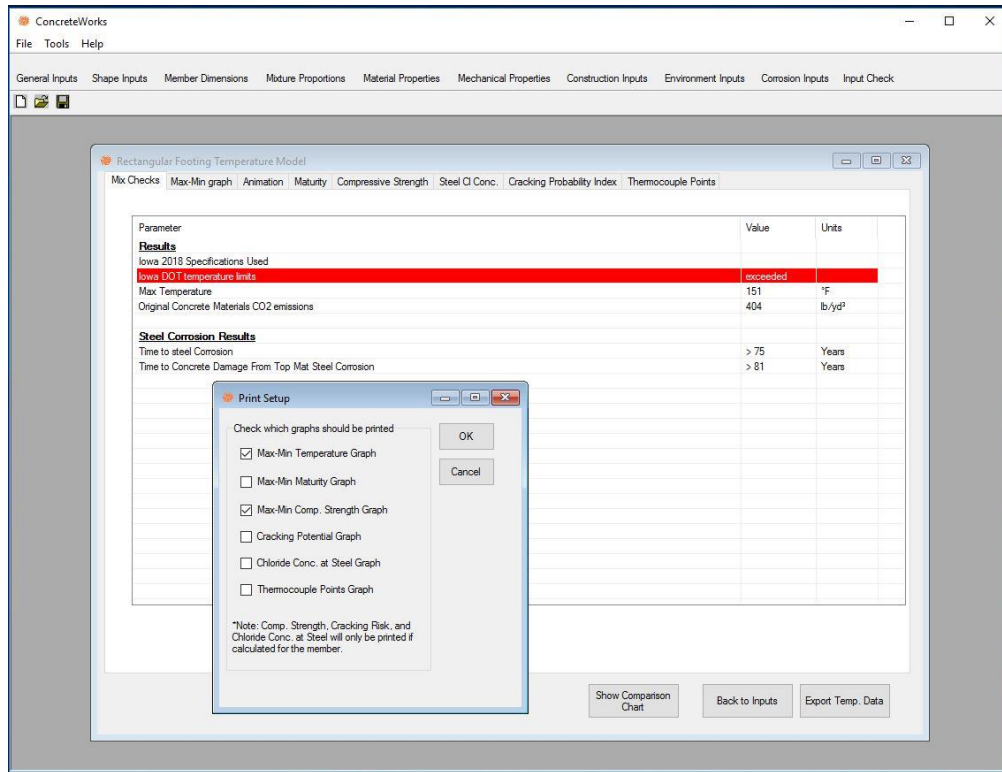 ConcreteWorks
File Tools Help
General Inputs Shape Inputs Member Dimensions Mixture Proportions Material Properties Mechanical Properties Construction Inputs Environment Inputs Corrosion Inputs Input Check
Rectangular Footing Temperature Model
Mix Checks Max-Min graph Animation Maturity Compressive Strength Steel Cl Conc. Cracking Probability Index Thermocouple Points
Parameter Value Units
Results
Iowa 2018 Specifications Used
Iowa DOT temperature limits exceeded
Max Temperature 151 °F
Original Concrete Materials CO2 emissions 404 lb/yd³
Steel Corrosion Results
Time to steel Corrosion > 75 Years
Time to Concrete Damage From Top Mat Steel Corrosion > 81 Years
Print Setup
Check which graphs should be printed
OK
Max-Min Temperature Graph
Cancel
Max-Min Maturity Graph
Max-Min Comp. Strength Graph
Cracking Potential Graph
Chloride Conc. at Steel Graph
Thermocouple Points Graph
*Note: Comp. Strength, Cracking Risk, and
Chloride Conc. at Steel will only be printed if
calculated for the member.
Show Comparison
Chart
Back to Inputs
Export Temp. Data